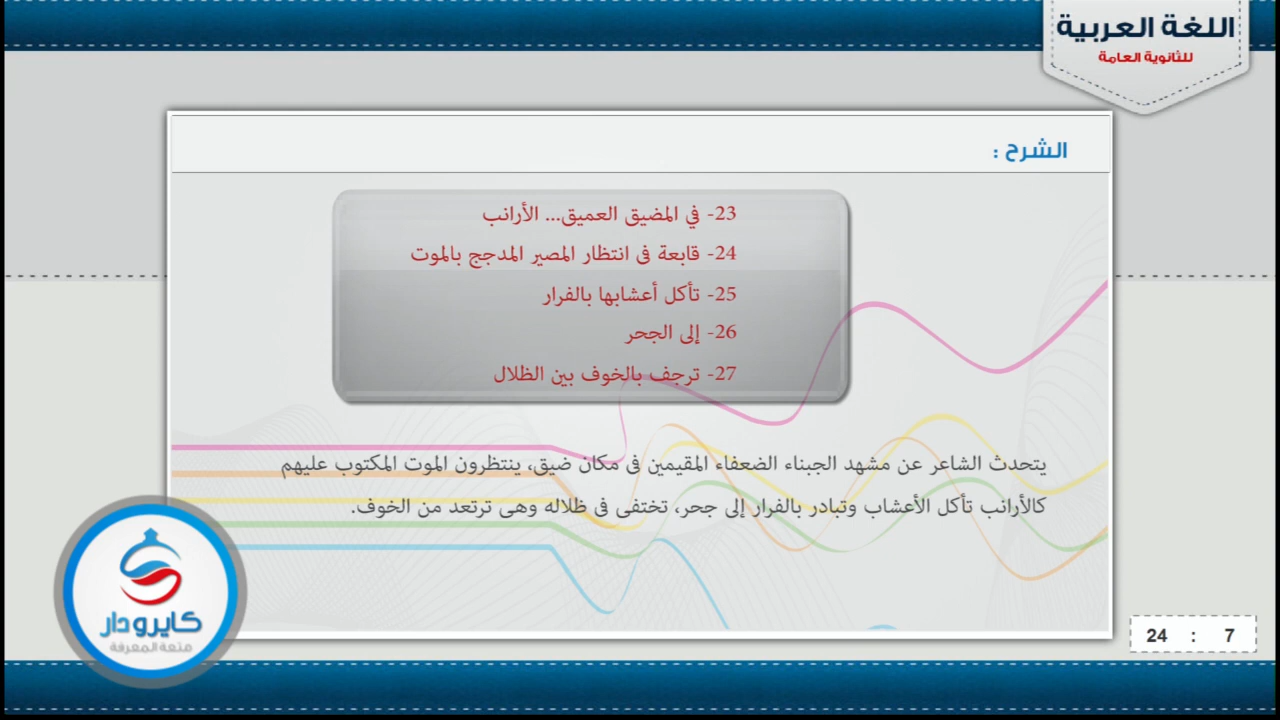 اللغة العربية
للثانوية العامة
الشرح :
23- في المضيق العميق... الأرانب
24- قابعة فى انتظار المصير المدجج بالموت
25- تأكل أعشابها بالفرار
26- إلى الجحر
27- ترجف بالخوف بين الظلال
يتحدث الشاعر عن مشهد الجبناء الضعفاء المقيمين فى مكان ضيق، ينتظرون الموت المكتوب عليهم
كالأرانب تأكل الأعشاب وتبادر بالفرار إلى جحر، تختفى فى ظلاله وهى ترتعد من الخوف.
كايرودار
متعة المعرفة
24 : 7